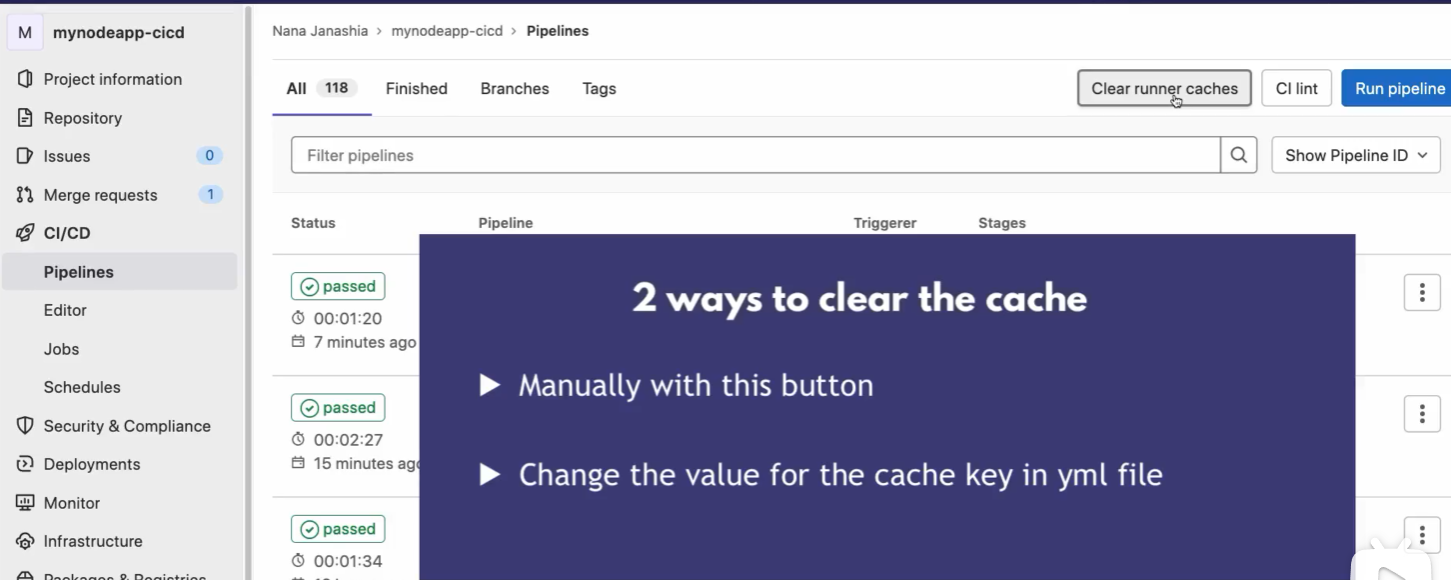 M mynodeapp-cicd
Project information
Repository
Issues 0
Merge requests 1
CI/CD
Pipelines
Editor
Jobs
Schedules
Security & Compliance
Deployments
Monitor
Infrastructure
Packages & Registries
Nana Janashia > mynodeapp-cicd > Pipelines
All 118 Finished Branches Tags
Clear runner caches CI lint Run pipeline
Filter pipelines
Show Pipeline ID
Status Pipeline Triggerer Stages
passed
00:01:20
7 minutes ago
passed
00:02:27
15 minutes ago
passed
00:01:34
2 ways to clear the cache
Manually with this button
Change the value for the cache key in yml file